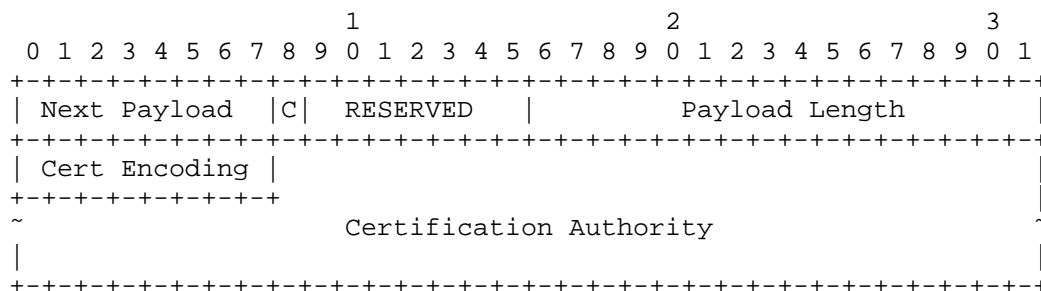 1                   2                   3
 0 1 2 3 4 5 6 7 8 9 0 1 2 3 4 5 6 7 8 9 0 1 2 3 4 5 6 7 8 9 0 1
+-+-+-+-+-+-+-+-+-+-+-+-+-+-+-+-+-+-+-+-+-+-+-+-+-+-+-+-+-+-+-+-+
| Next Payload  |C|  RESERVED   |         Payload Length        |
+-+-+-+-+-+-+-+-+-+-+-+-+-+-+-+-+-+-+-+-+-+-+-+-+-+-+-+-+-+-+-+-+
| Cert Encoding |                                               |
+-+-+-+-+-+-+-+-+                                               |
~                    Certification Authority                    ~
|                                                               |
+-+-+-+-+-+-+-+-+-+-+-+-+-+-+-+-+-+-+-+-+-+-+-+-+-+-+-+-+-+-+-+-+